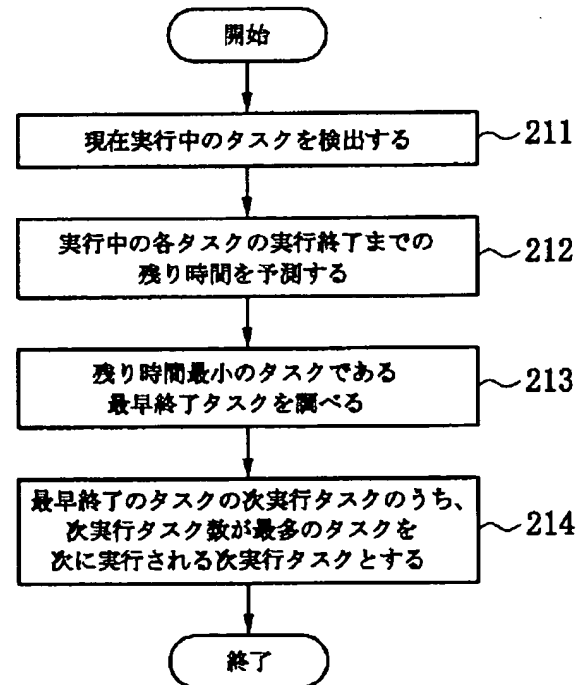 開始
現在実行中のタスクを検出する
211
実行中の各タスクの実行終了までの
残り時間を予測する
212
残り時間最小のタスクである
最早終了タスクを調べる
213
最早終了のタスクの次実行タスクのうち、
次実行タスク数が最多のタスクを
次に実行される次実行タスクとする
214
終了